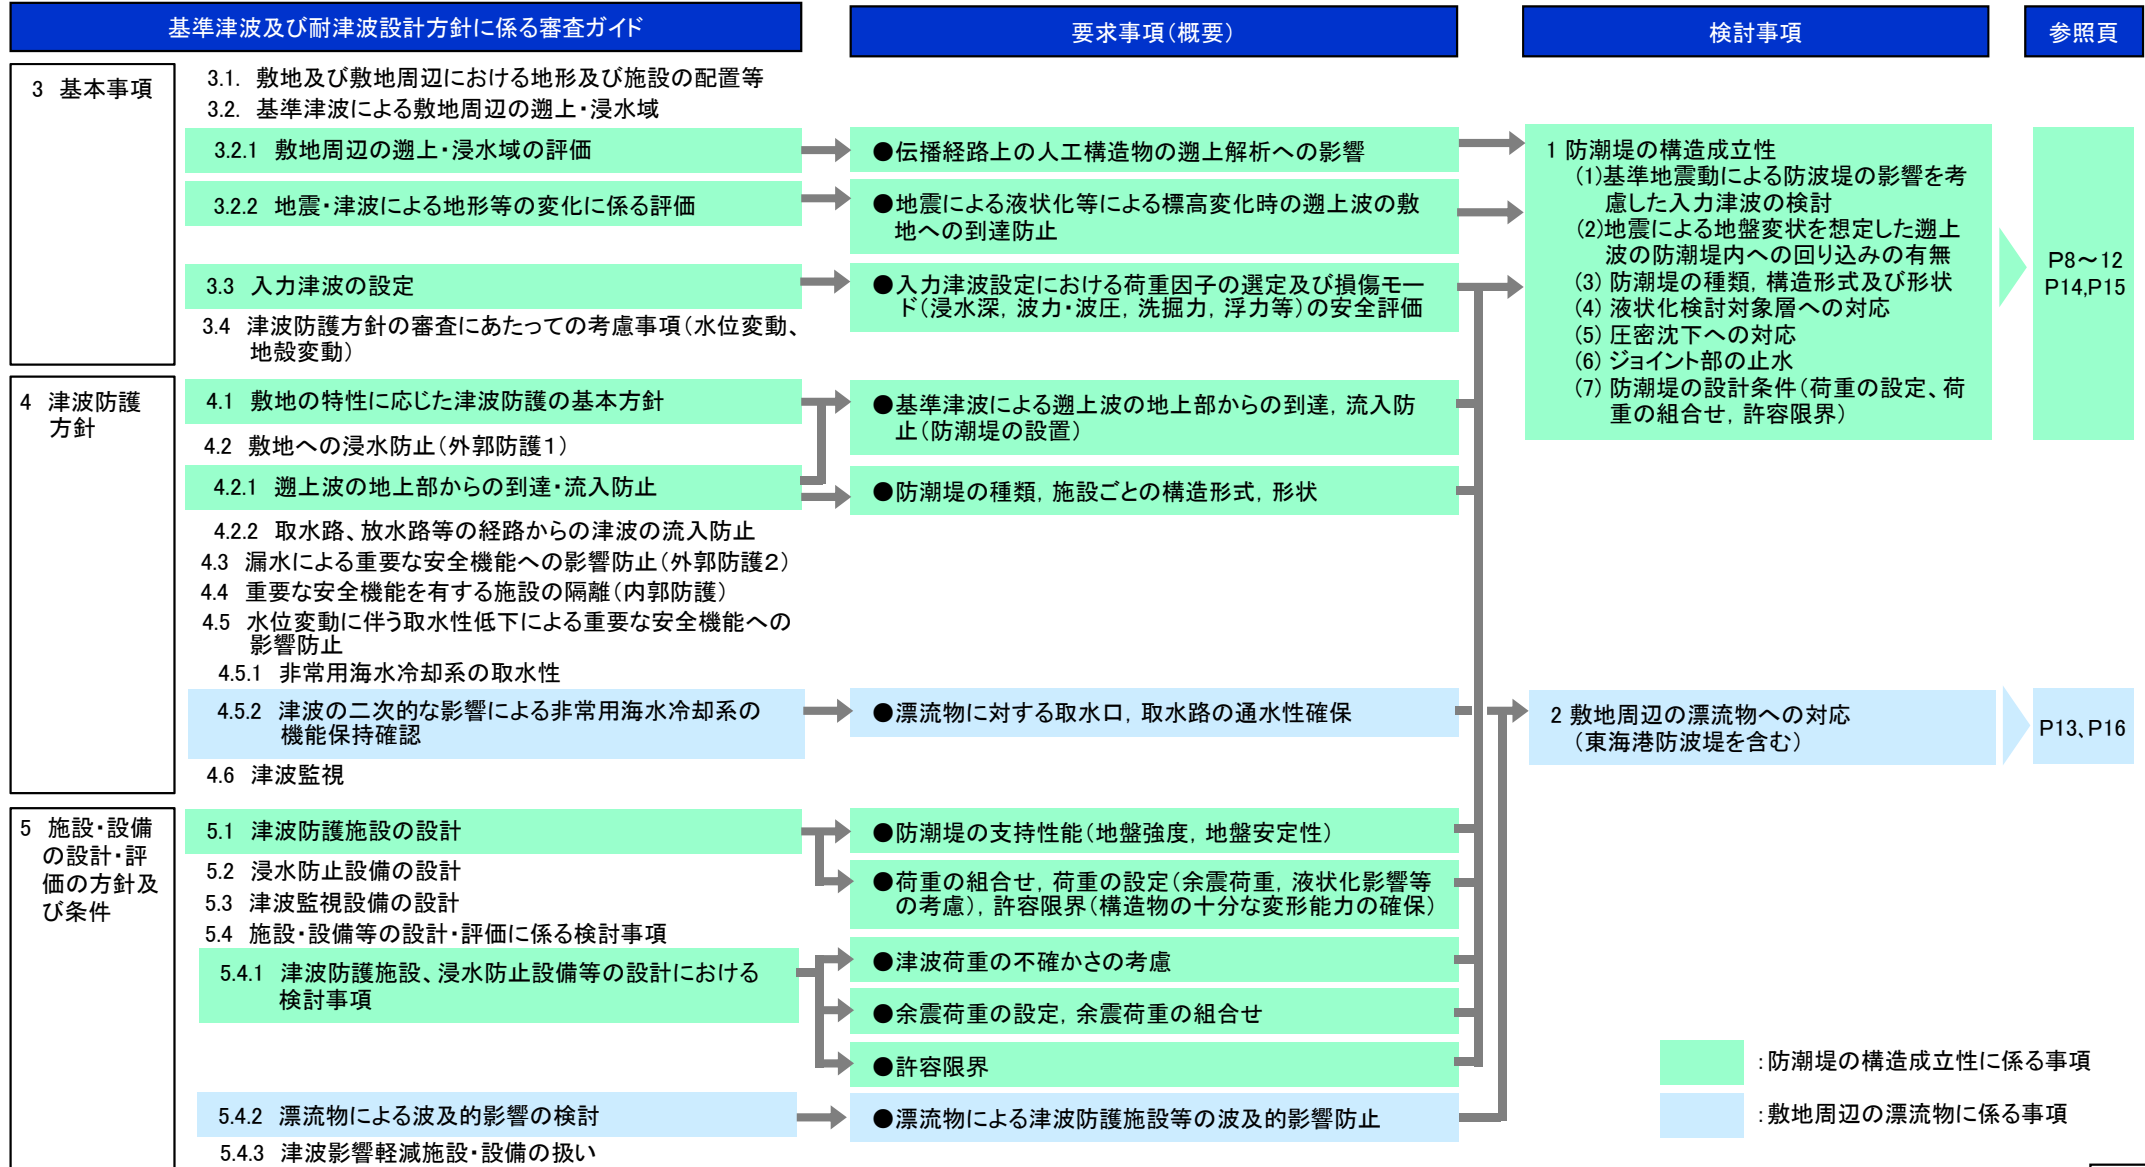 基準津波及び耐津波設計方針に係る審査ガイド
要求事項(概要)
検討事項
参照頁
3 基本事項
3.1. 敷地及び敷地周辺における地形及び施設の配置等
3.2. 基準津波による敷地周辺の遡上・浸水域
3.2.1 敷地周辺の遡上・浸水域の評価
3.2.2 地震・津波による地形等の変化に係る評価
3.3 入力津波の設定
3.4 津波防護方針の審査にあたっての考慮事項(水位変動、
地殻変動)
4 津波防護
方針
4.1 敷地の特性に応じた津波防護の基本方針
4.2 敷地への浸水防止(外郭防護1)
4.2.1 遡上波の地上部からの到達・流入防止
4.2.2 取水路、放水路等の経路からの津波の流入防止
4.3 漏水による重要な安全機能への影響防止(外郭防護2)
4.4 重要な安全機能を有する施設の隔離(内郭防護)
4.5 水位変動に伴う取水性低下による重要な安全機能への
影響防止
4.5.1 非常用海水冷却系の取水性
4.5.2 津波の二次的な影響による非常用海水冷却系の
機能保持確認
4.6 津波監視
5 施設・設備
の設計・評
価の方針及
び条件
5.1 津波防護施設の設計
5.2 浸水防止設備の設計
5.3 津波監視設備の設計
5.4 施設・設備等の設計・評価に係る検討事項
5.4.1 津波防護施設、浸水防止設備等の設計における
検討事項
5.4.2 漂流物による波及的影響の検討
5.4.3 津波影響軽減施設・設備の扱い
●伝播経路上の人工構造物の遡上解析への影響
●地震による液状化等による標高変化時の遡上波の敷
地への到達防止
●入力津波設定における荷重因子の選定及び損傷モー
ド(浸水深,波力・波圧,洗掘力,浮力等)の安全評価
●基準津波による遡上波の地上部からの到達,流入防
止(防潮堤の設置)
●防潮堤の種類,施設ごとの構造形式,形状
●漂流物に対する取水口,取水路の通水性確保
●防潮堤の支持性能(地盤強度,地盤安定性)
●荷重の組合せ,荷重の設定(余震荷重,液状化影響等
の考慮),許容限界(構造物の十分な変形能力の確保)
●津波荷重の不確かさの考慮
●余震荷重の設定,余震荷重の組合せ
●許容限界
●漂流物による津波防護施設等の波及的影響防止
1 防潮堤の構造成立性
(1)基準地震動による防波堤の影響を考
慮した入力津波の検討
(2)地震による地盤変状を想定した遡上
波の防潮堤内への回り込みの有無
(3) 防潮堤の種類,構造形式及び形状
(4) 液状化検討対象層への対応
(5) 圧密沈下への対応
(6) ジョイント部の止水
(7) 防潮堤の設計条件(荷重の設定、荷
重の組合せ,許容限界)
2 敷地周辺の漂流物への対応
(東海港防波堤を含む)
P8～12
P14,P15
P13、P16
:防潮堤の構造成立性に係る事項
:敷地周辺の漂流物に係る事項